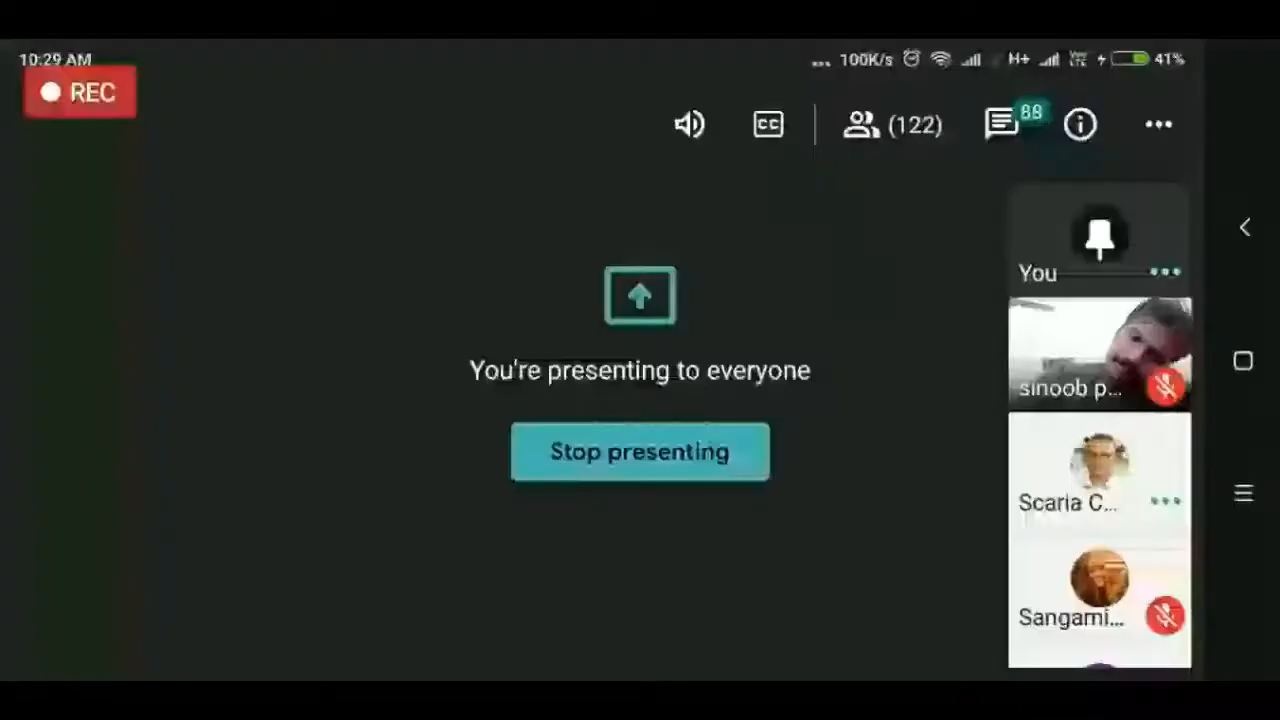 10:29 AM
100K/s
H+
41%
REC
CC
(122)
88
You
You're presenting to everyone
sinoob p...
Stop presenting
Scaria C...
Sangami...